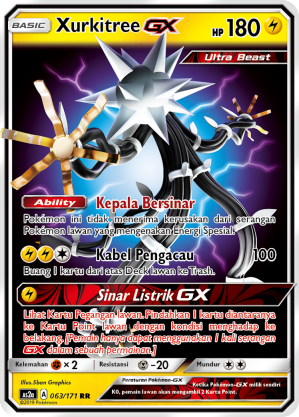 BASIC Xurkitree GX HP 180
Ultra Beast
Ability Kepala Bersinar
Pokémon ini tidak menerima kerusakan dari serangan
Pokémon lawan yang mengenakan Energi Spesial.
Kabel Pengacau 100
Buang 1 kartu dari atas Deck lawan ke Trash.
Sinar Listrik GX
Lihat Kartu Pegangan lawan. Pindahkan 1 kartu diantaranya
ke Kartu Point lawan dengan kondisi menghadap ke
belakang. [Pemain hanya dapat menggunakan 1 kali serangan
GX dalam sebuah permainan.]
Kelemahan × 2 Resistansi -20 Mundur
Illus. 5ban Graphics
Peraturan Pokémon-GX
AS2a A 063/171 RR
Ketika Pokémon-GX milik sendiri
KO, pemain lawan mengambil 2 Kartu Point.
©2019 Pokémon